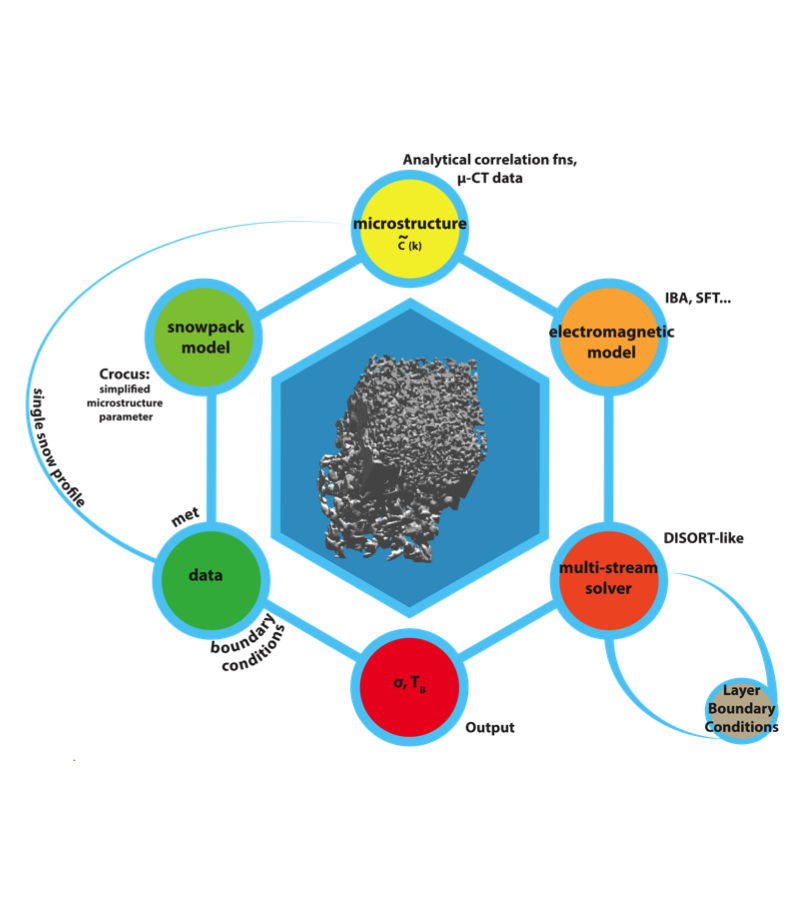 Analytical correlation fns,
μ-CT data
microstructure
C̃ (k)
IBA, SFT...
snowpack
model
electromagnetic
model
Crocus:
simplified
microstructure
parameter
single snow profile
met
data
boundary
conditions
DISORT-like
multi-stream
solver
σ, T_B
Output
Layer
Boundary
Conditions